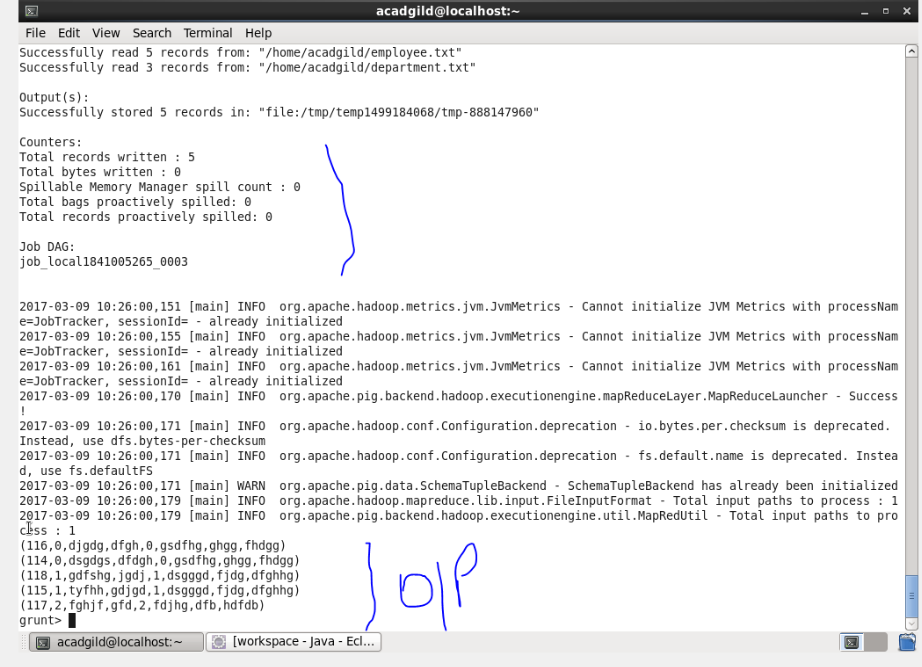 acadgild@localhost:~
File Edit View Search Terminal Help
Successfully read 5 records from: "/home/acadgild/employee.txt"
Successfully read 3 records from: "/home/acadgild/department.txt"
Output(s):
Successfully stored 5 records in: "file:/tmp/temp1499184068/tmp-888147960"
Counters:
Total records written : 5
Total bytes written : 0
Spillable Memory Manager spill count : 0
Total bags proactively spilled: 0
Total records proactively spilled: 0
Job DAG:
job_local1841005265_0003
2017-03-09 10:26:00,151 [main] INFO  org.apache.hadoop.metrics.jvm.JvmMetrics - Cannot initialize JVM Metrics with processNam
e=JobTracker, sessionId= - already initialized
2017-03-09 10:26:00,155 [main] INFO  org.apache.hadoop.metrics.jvm.JvmMetrics - Cannot initialize JVM Metrics with processNam
e=JobTracker, sessionId= - already initialized
2017-03-09 10:26:00,161 [main] INFO  org.apache.hadoop.metrics.jvm.JvmMetrics - Cannot initialize JVM Metrics with processNam
e=JobTracker, sessionId= - already initialized
2017-03-09 10:26:00,170 [main] INFO  org.apache.pig.backend.hadoop.executionengine.mapReduceLayer.MapReduceLauncher - Success
!
2017-03-09 10:26:00,171 [main] INFO  org.apache.hadoop.conf.Configuration.deprecation - io.bytes.per.checksum is deprecated.
Instead, use dfs.bytes-per-checksum
2017-03-09 10:26:00,171 [main] INFO  org.apache.hadoop.conf.Configuration.deprecation - fs.default.name is deprecated. Instea
d, use fs.defaultFS
2017-03-09 10:26:00,171 [main] WARN  org.apache.pig.data.SchemaTupleBackend - SchemaTupleBackend has already been initialized
2017-03-09 10:26:00,179 [main] INFO  org.apache.hadoop.mapreduce.lib.input.FileInputFormat - Total input paths to process : 1
2017-03-09 10:26:00,179 [main] INFO  org.apache.pig.backend.hadoop.executionengine.util.MapRedUtil - Total input paths to pro
cess : 1
(116,0,djgdg,dfgh,0,gsdfhg,ghgg,fhdgg)
(114,0,dsgdgs,dfdgh,0,gsdfhg,ghgg,fhdgg)
(118,1,gdfshg,jgdj,1,dsgggd,fjdg,dfghhg)
(115,1,tyfhh,gdjgd,1,dsgggd,fjdg,dfghhg)
(117,2,fghjf,gfd,2,fdjhg,dfb,hdfdb)
O/P
grunt>
acadgild@localhost:~ [workspace - Java - Ecl...